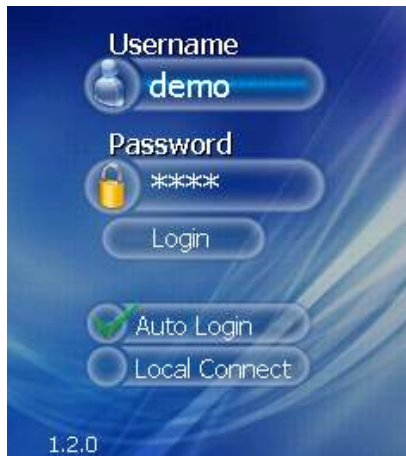 Username
demo
Password
****
Login
Auto Login
Local Connect
1.2.0